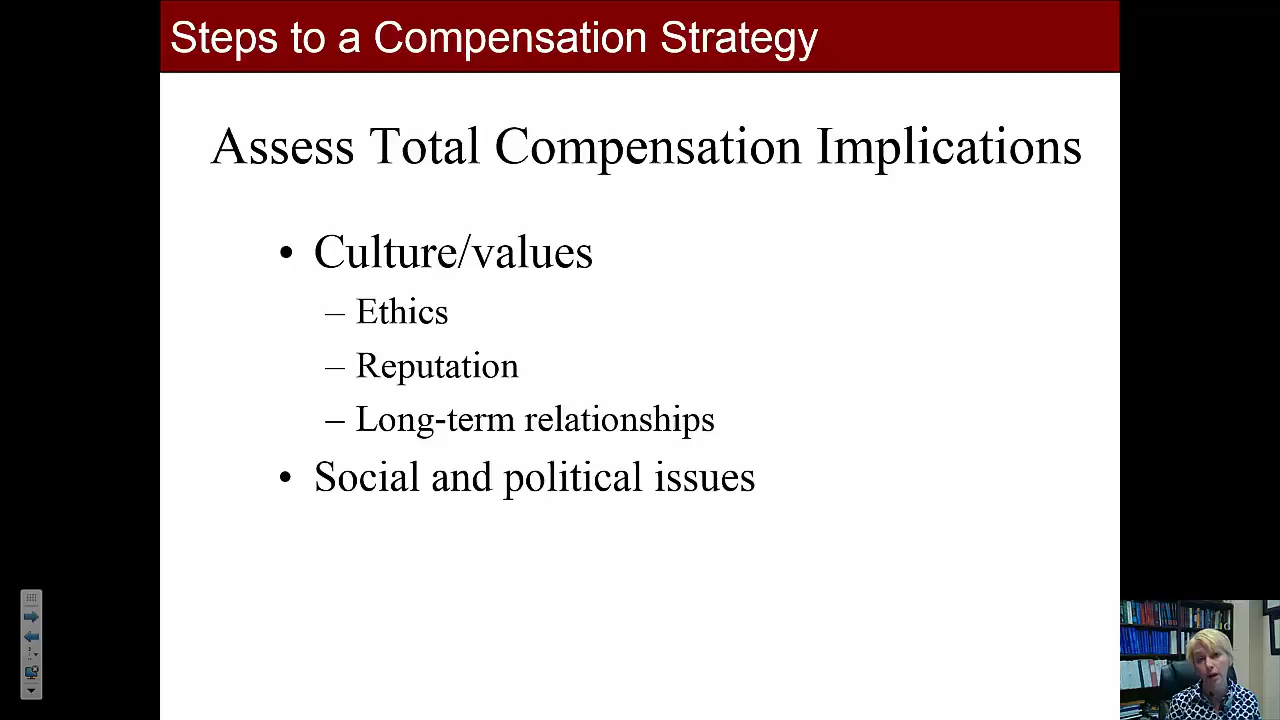 Steps to a Compensation Strategy
Assess Total Compensation Implications
• Culture/values
– Ethics
– Reputation
– Long-term relationships
• Social and political issues